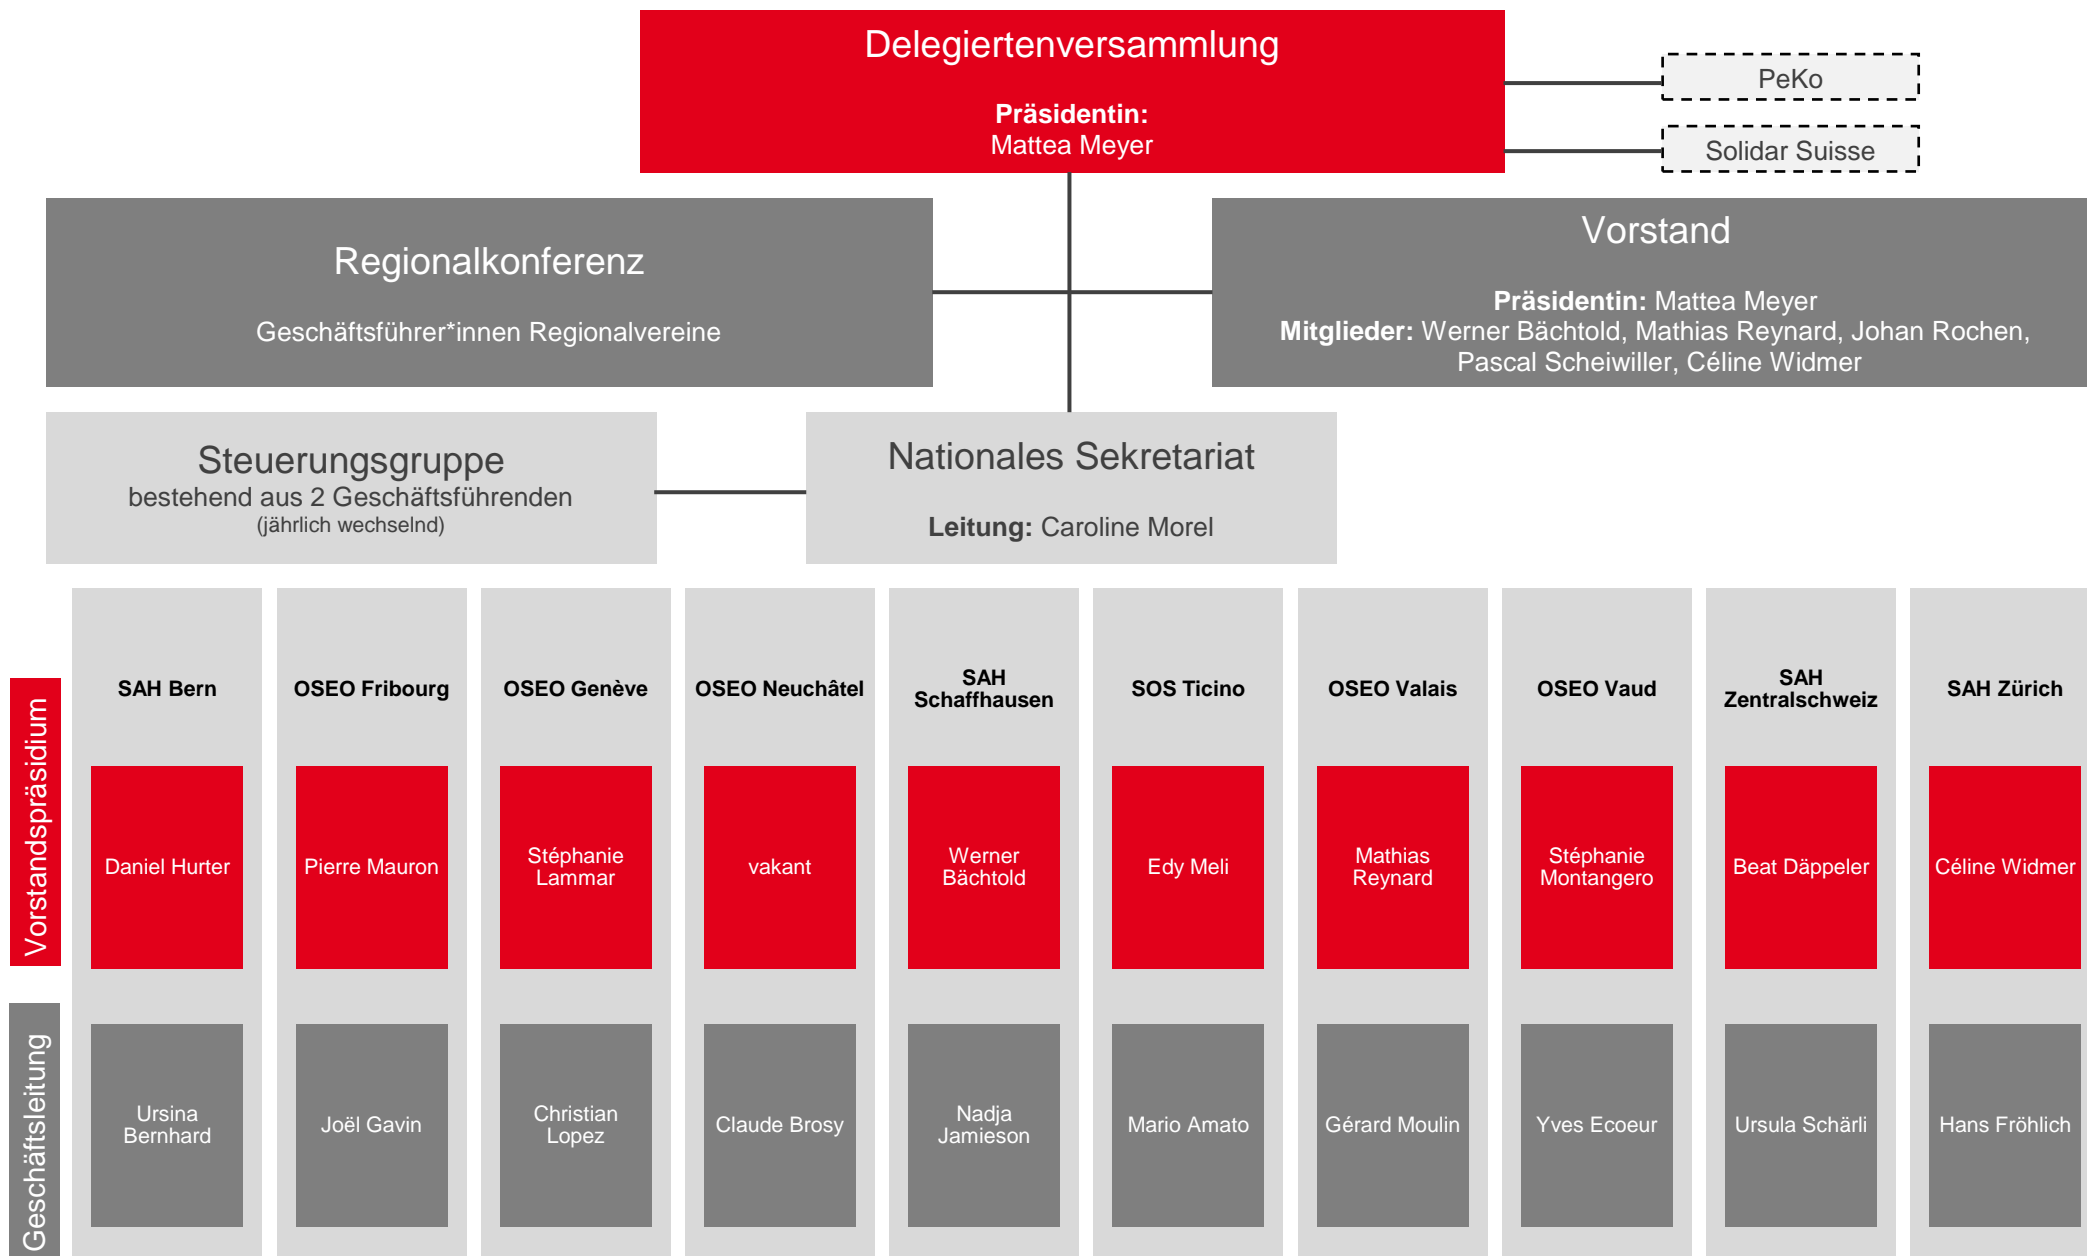 Delegiertenversammlung
Präsidentin:
Mattea Meyer
PeKo
Solidar Suisse
Regionalkonferenz
Geschäftsführer*innen Regionalvereine
Vorstand
Präsidentin: Mattea Meyer
Mitglieder: Werner Bächtold, Mathias Reynard, Johan Rochen,
Pascal Scheiwiller, Céline Widmer
Steuerungsgruppe
bestehend aus 2 Geschäftsführenden
(jährlich wechselnd)
Nationales Sekretariat
Leitung: Caroline Morel
SAH Bern
OSEO Fribourg
OSEO Genève
OSEO Neuchâtel
SAH
Schaffhausen
SOS Ticino
OSEO Valais
OSEO Vaud
SAH
Zentralschweiz
SAH Zürich
Vorstandspräsidium
Daniel Hurter
Pierre Mauron
Stéphanie
Lammar
vakant
Werner
Bächtold
Edy Meli
Mathias
Reynard
Stéphanie
Montangero
Beat Däppeler
Céline Widmer
Geschäftsleitung
Ursina
Bernhard
Joël Gavin
Christian
Lopez
Claude Brosy
Nadja
Jamieson
Mario Amato
Gérard Moulin
Yves Ecoeur
Ursula Schärli
Hans Fröhlich